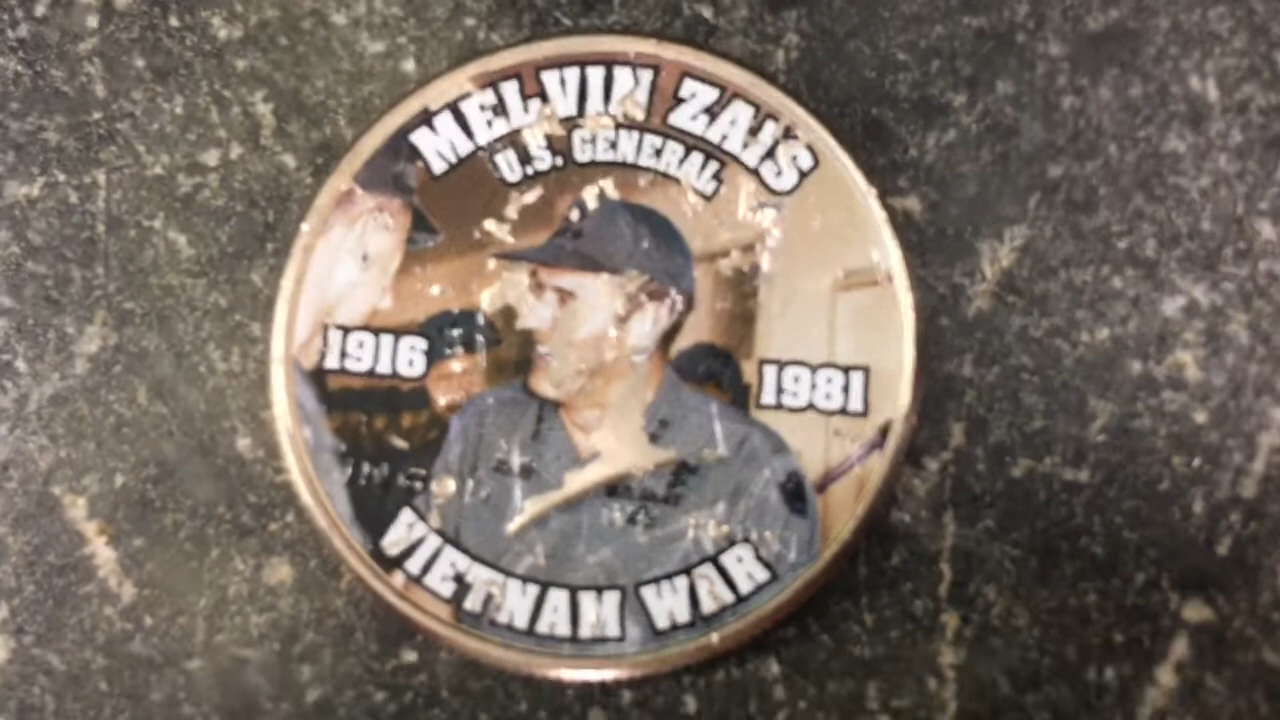 MELVIN ZAIS
U.S. GENERAL
1916
1981
VIETNAM WAR